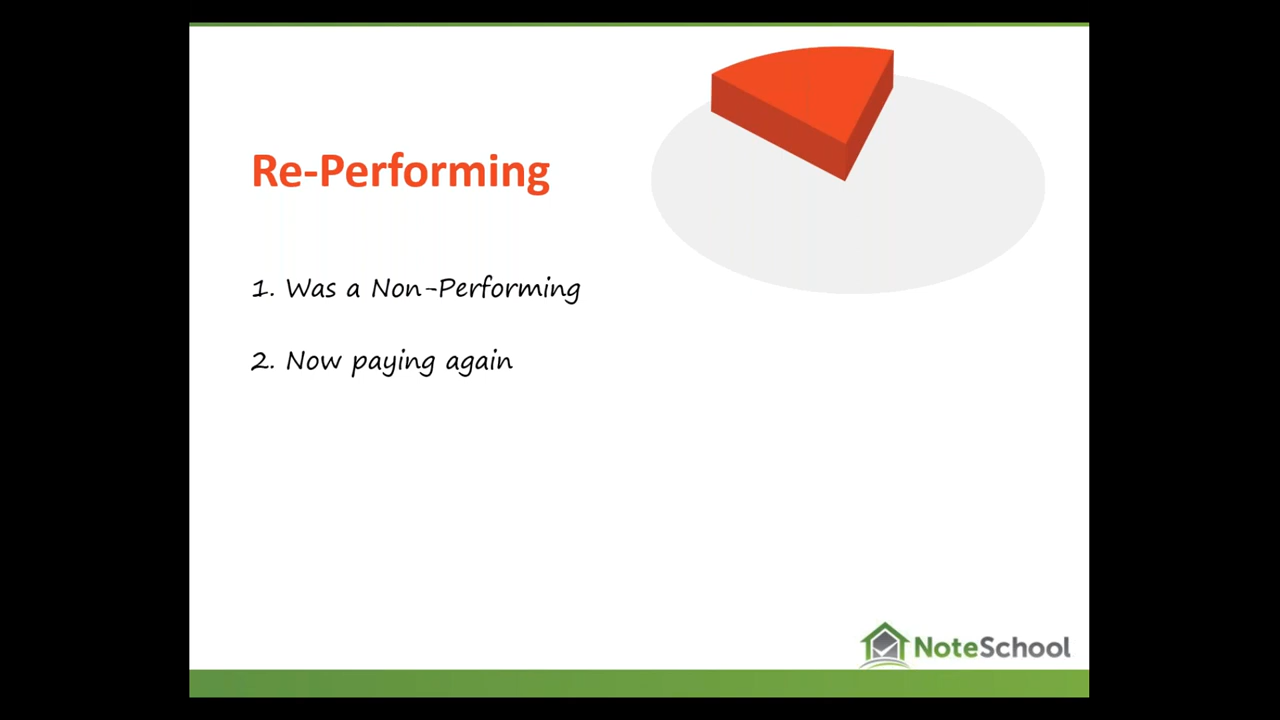 Re-Performing
1. Was a Non-Performing
2. Now paying again
NoteSchool